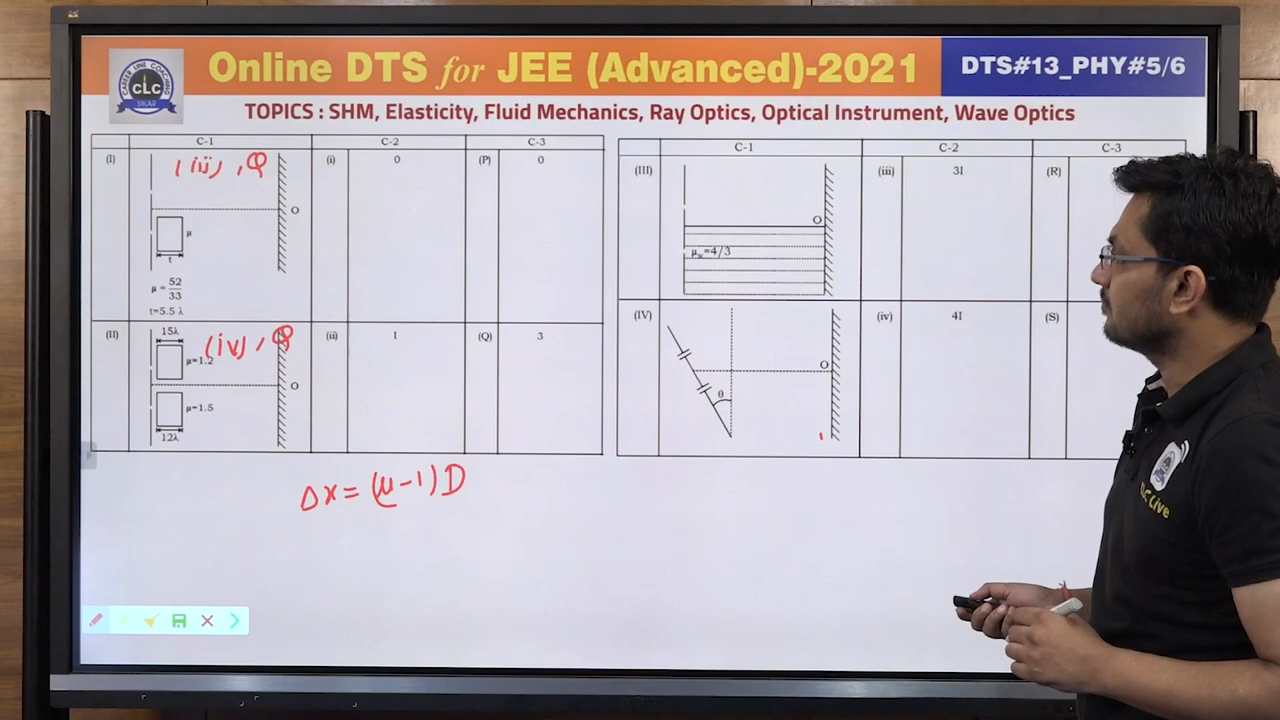 Online DTS for JEE (Advanced)-2021
DTS#13_PHY#5/6
CAREER LINE COACHING
CLC
SIKAR
TOPICS : SHM, Elasticity, Fluid Mechanics, Ray Optics, Optical Instrument, Wave Optics
C-1 C-2 C-3
(I) (iii), Q (i) 0 (P) 0
O
μ
t
μ = 52/33
t=5.5 λ
(II) 15λ (iv), Q (ii) I (Q) 3
μ=1.2
O
μ=1.5
12λ
C-1 C-2 C-3
(III) (iii) 3I (R)
O
μw=4/3
(IV) (iv) 4I (S)
O
θ
Δx = (μ-1)D
Live